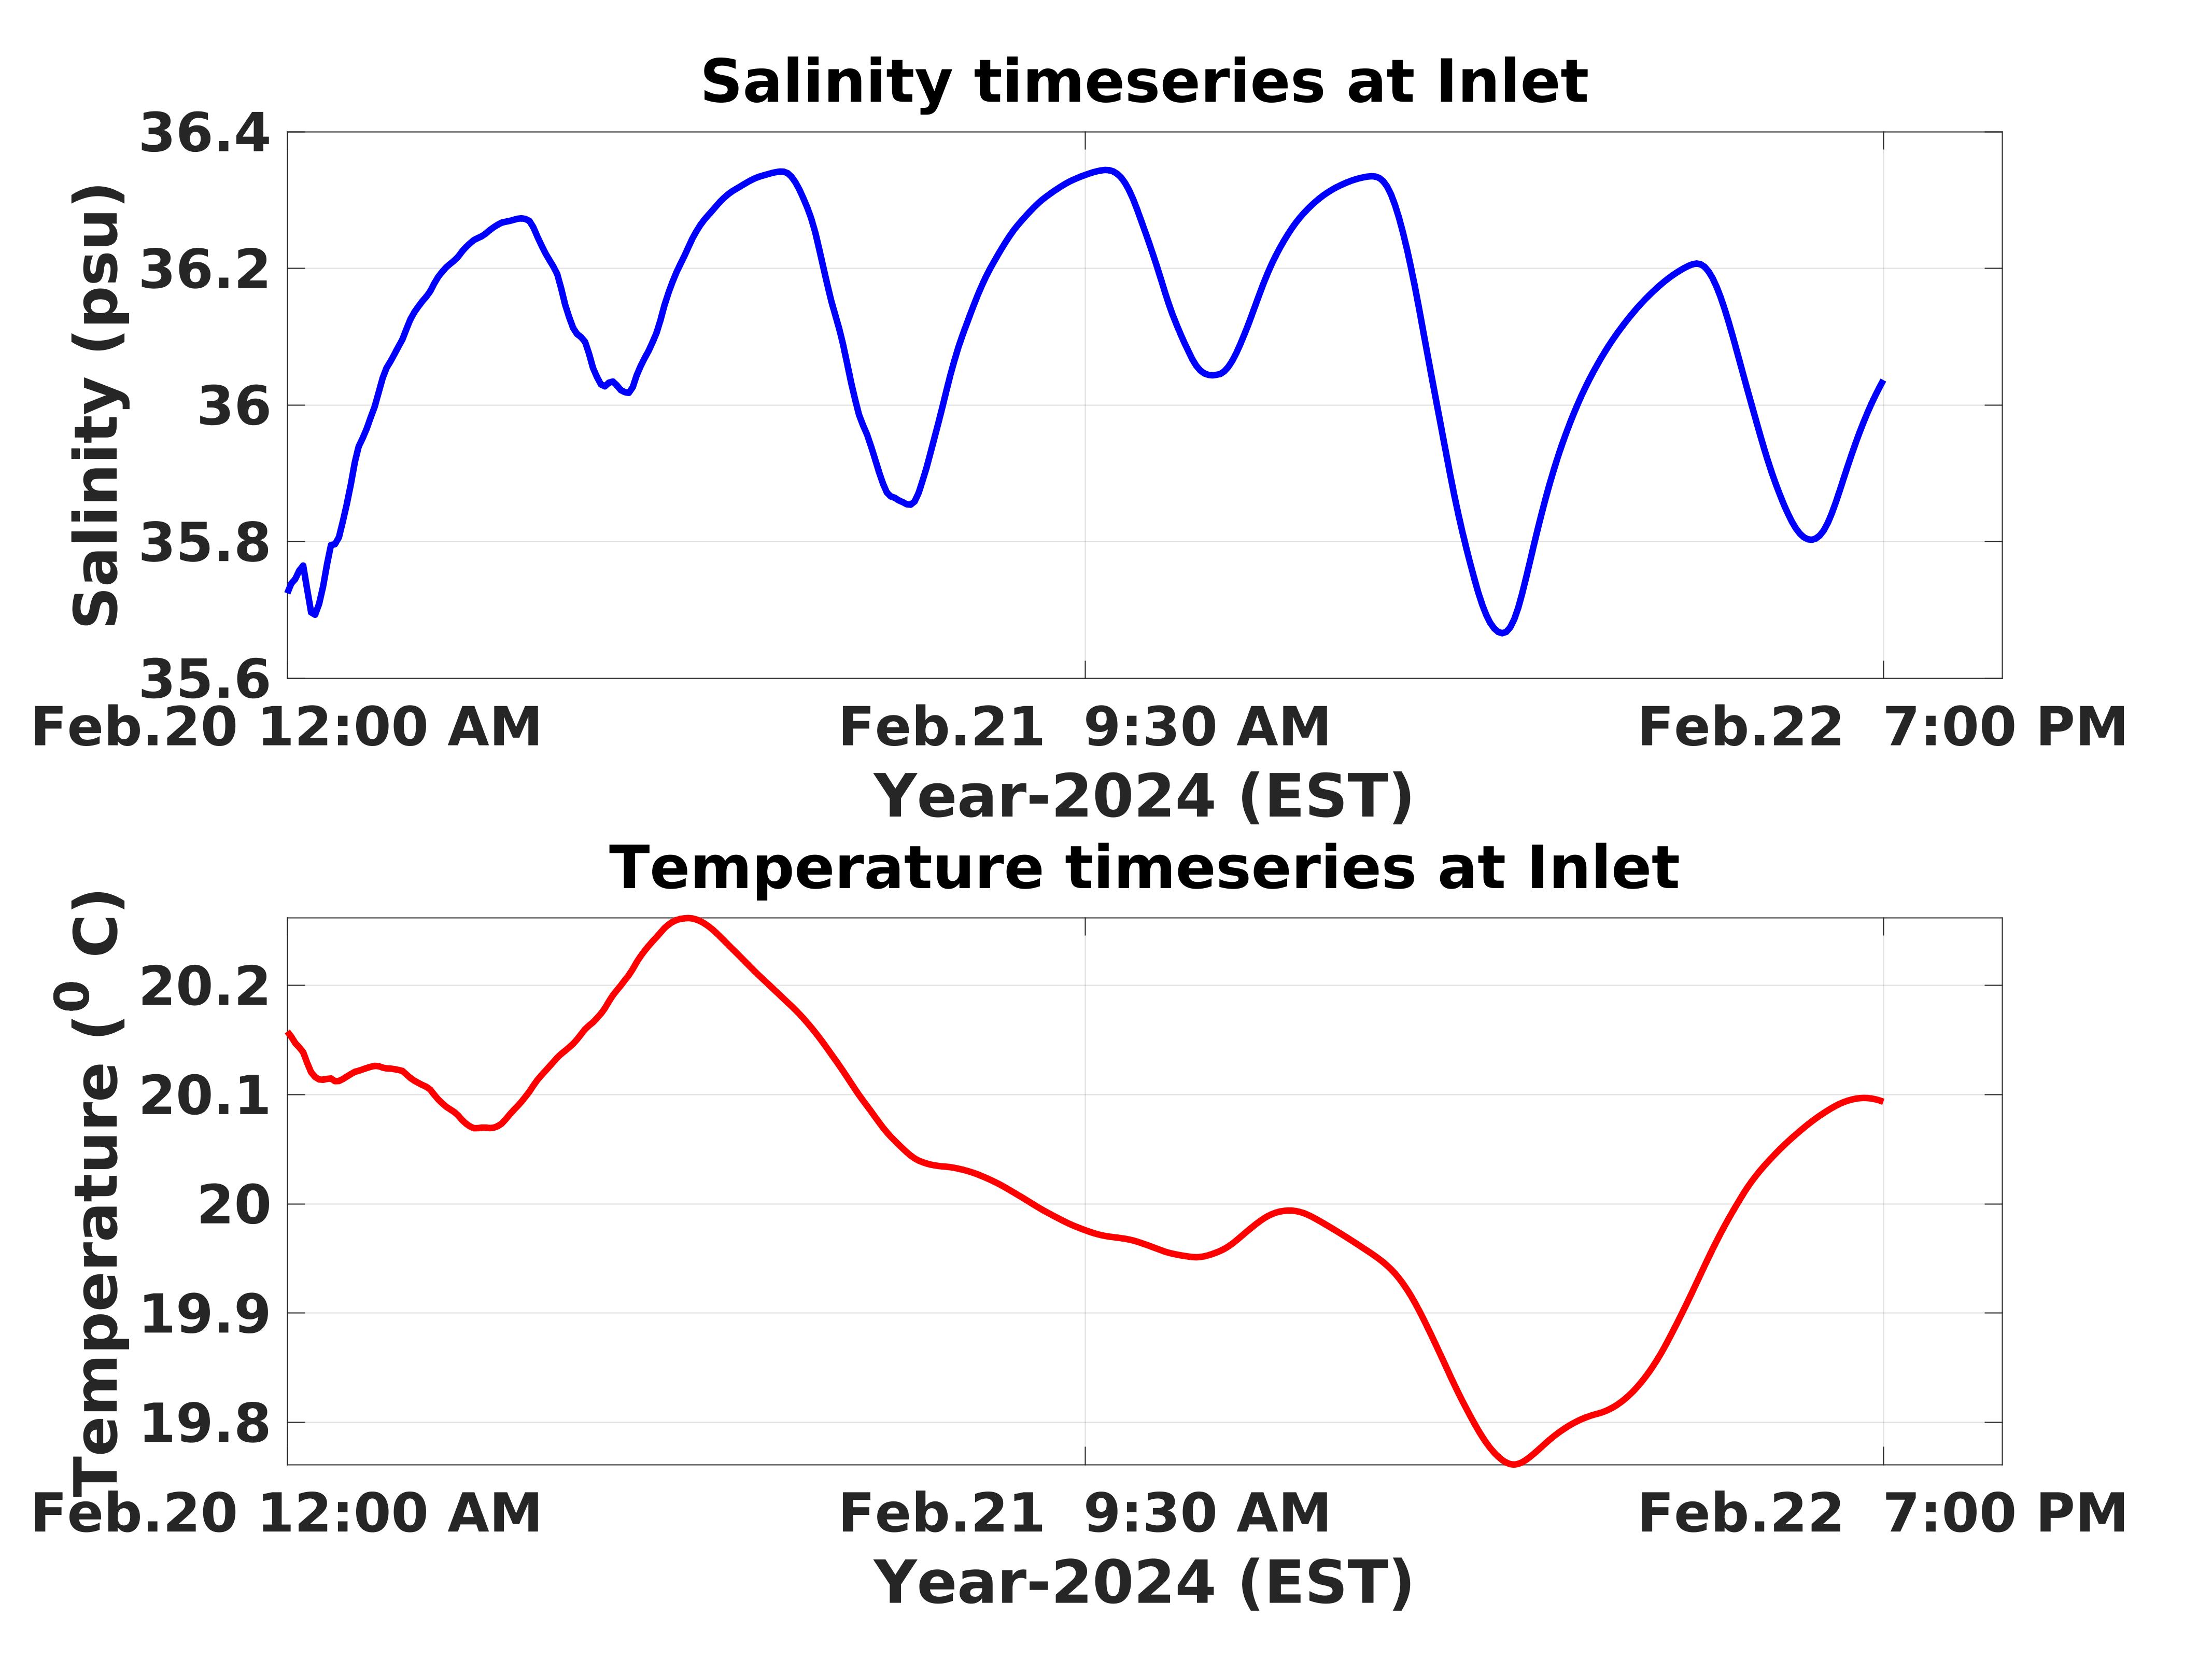 Salinity timeseries at Inlet
Salinity (psu)
36.4
36.2
36
35.8
35.6
Feb.20 12:00 AM
Feb.21  9:30 AM
Feb.22  7:00 PM
Year-2024 (EST)
Temperature timeseries at Inlet
Temperature (⁰ C)
20.2
20.1
20
19.9
19.8
Feb.20 12:00 AM
Feb.21  9:30 AM
Feb.22  7:00 PM
Year-2024 (EST)